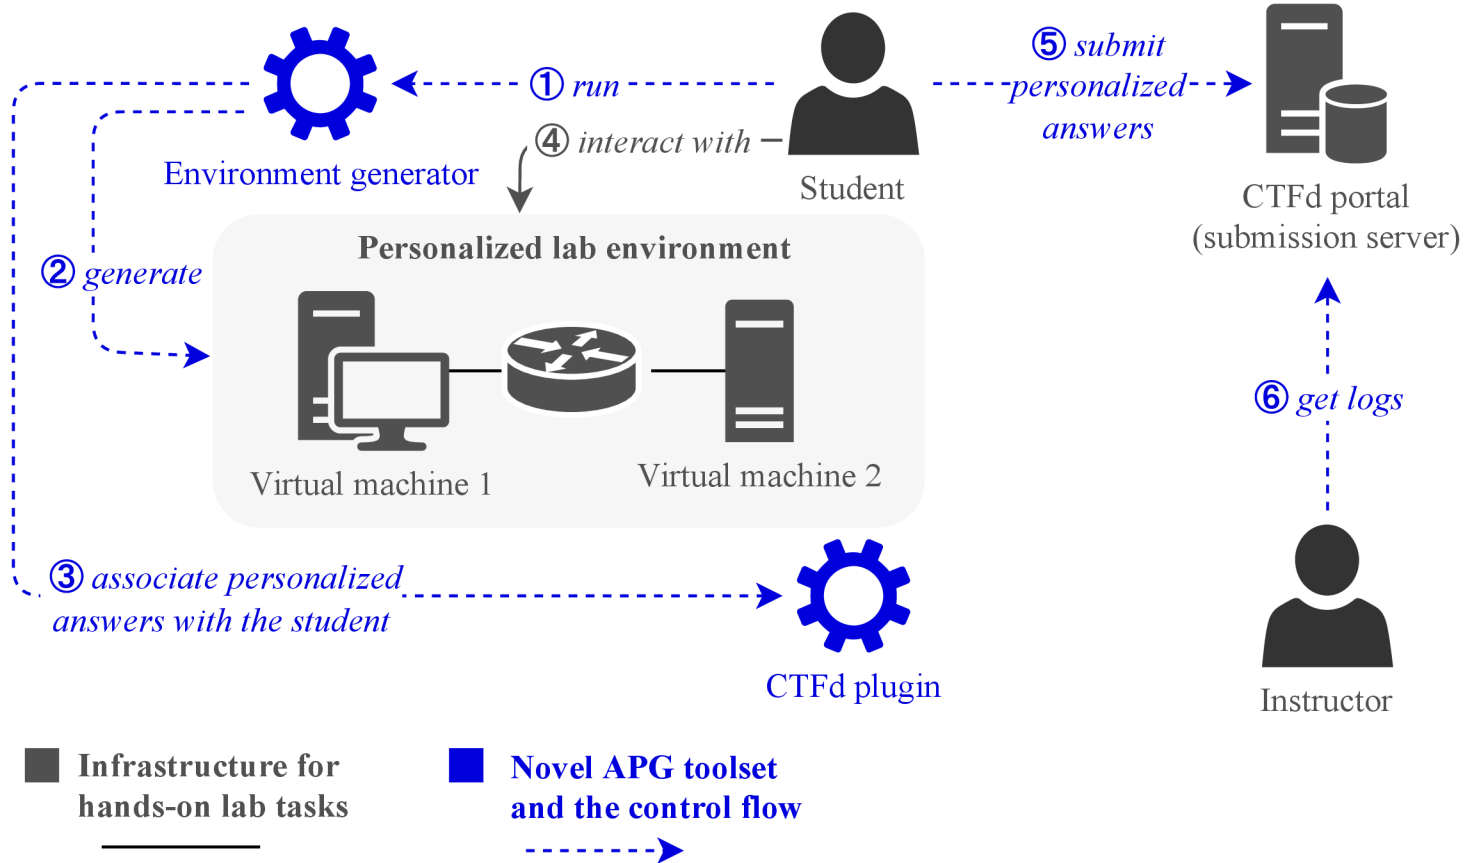 ① run
④ interact with
⑤ submit
personalized
answers
Environment generator
Student
CTFd portal
(submission server)
Personalized lab environment
② generate
Virtual machine 1
Virtual machine 2
⑥ get logs
③ associate personalized
answers with the student
CTFd plugin
Instructor
Infrastructure for
hands-on lab tasks
Novel APG toolset
and the control flow